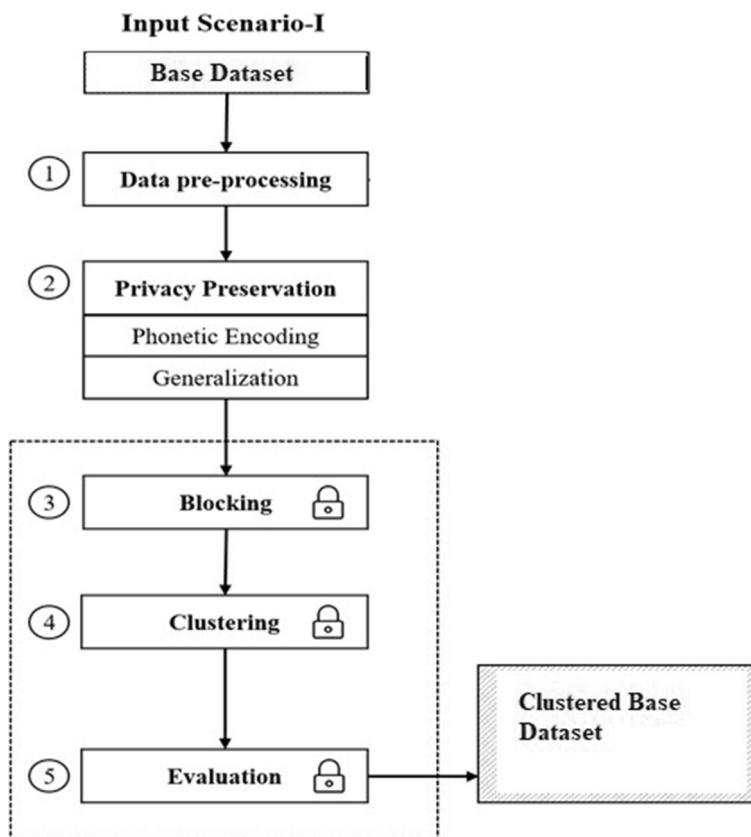 Input Scenario-I
Base Dataset
1
Data pre-processing
2
Privacy Preservation
Phonetic Encoding
Generalization
3
Blocking
4
Clustering
5
Evaluation
Clustered Base
Dataset